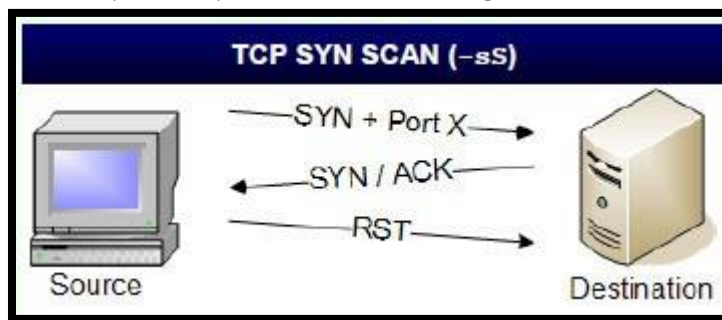 TCP SYN SCAN (-sS)
SYN + Port X
SYN / ACK
RST
Source
Destination